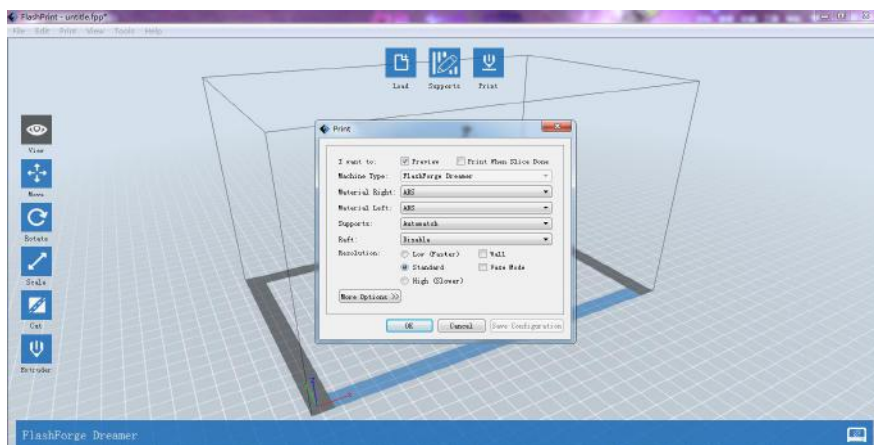 FlashPrint - untitle.fpp*
File Edit Print View Tools Help
Load Supports Print
View
Move
Rotate
Scale
Cut
Extruder
Print
I want to: Preview Print When Slice Done
Machine Type: FlashForge Dreamer
Material Right: ABS
Material Left: ABS
Supports: Automatch
Raft: Disable
Resolution: Low (Faster) Wall
Standard Vase Mode
High (Slower)
More Options >>
OK Cancel Save Configuration
FlashForge Dreamer